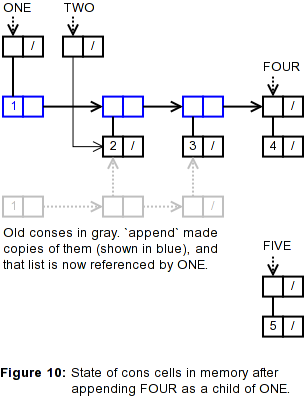 ONE TWO
/ /
FOUR
1 /
2 / 3 / 4 /
1 /
Old conses in gray. `append` made
copies of them (shown in blue), and
that list is now referenced by ONE.
FIVE
/
5 /
Figure 10: State of cons cells in memory after
appending FOUR as a child of ONE.